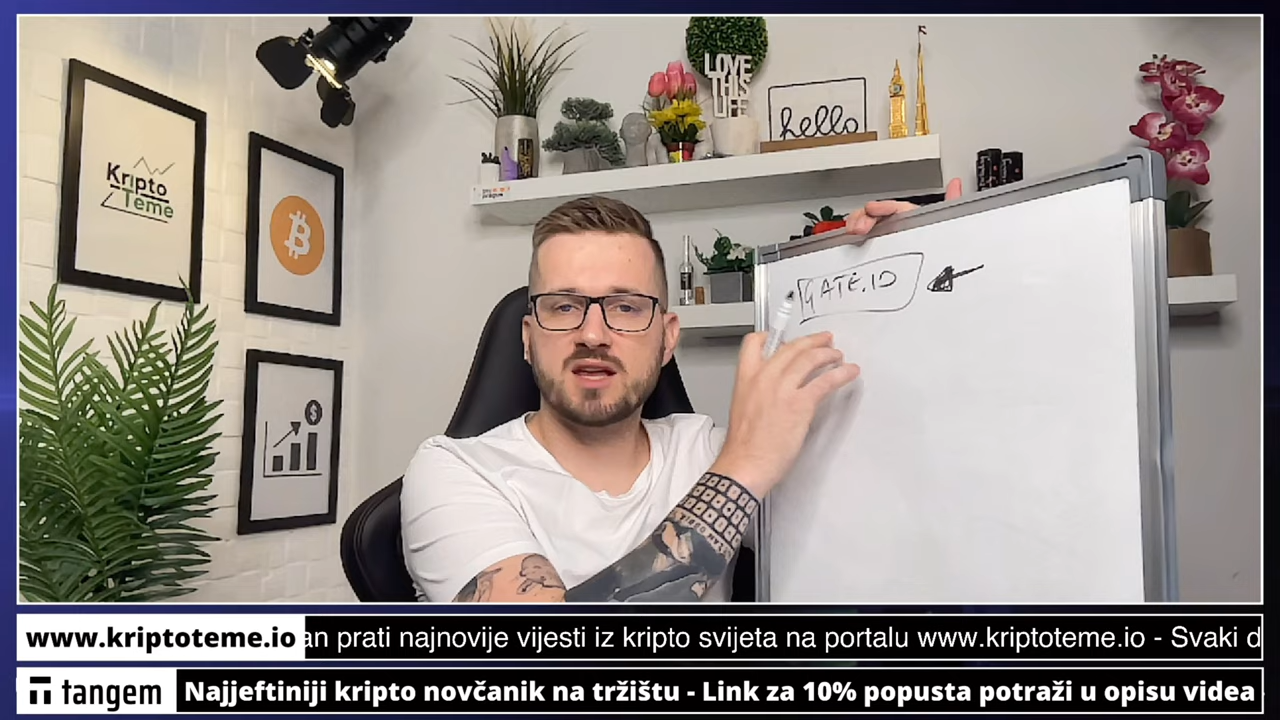 LOVE
THIS
LIFE
hello
Kripto
Teme
GATE.IO
www.kriptoteme.io
an prati najnovije vijesti iz kripto svijeta na portalu www.kriptoteme.io - Svaki d
tangem
Najjeftiniji kripto novčanik na tržištu - Link za 10% popusta potraži u opisu videa